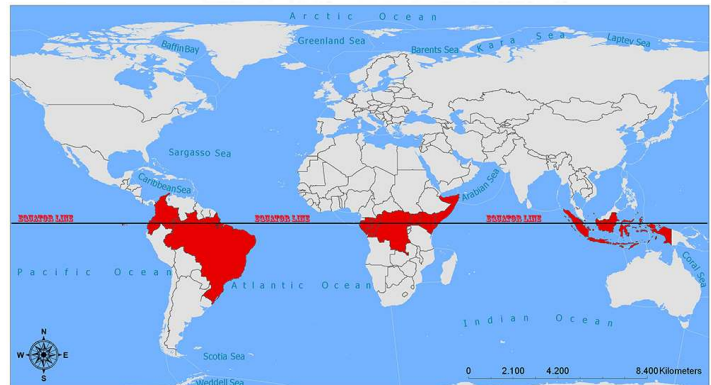 Arctic Ocean
Greenland Sea
Baffin Bay
Barents Sea
Kara Sea
Laptev Sea
Sargasso Sea
Caribbean Sea
Arabian Sea
EQUATOR LINE
EQUATOR LINE
EQUATOR LINE
Pacific Ocean
Atlantic Ocean
Coral Sea
Indian Ocean
N
W E
S
Scotia Sea
Weddell Sea
0 2.100 4.200 8.400 Kilometers